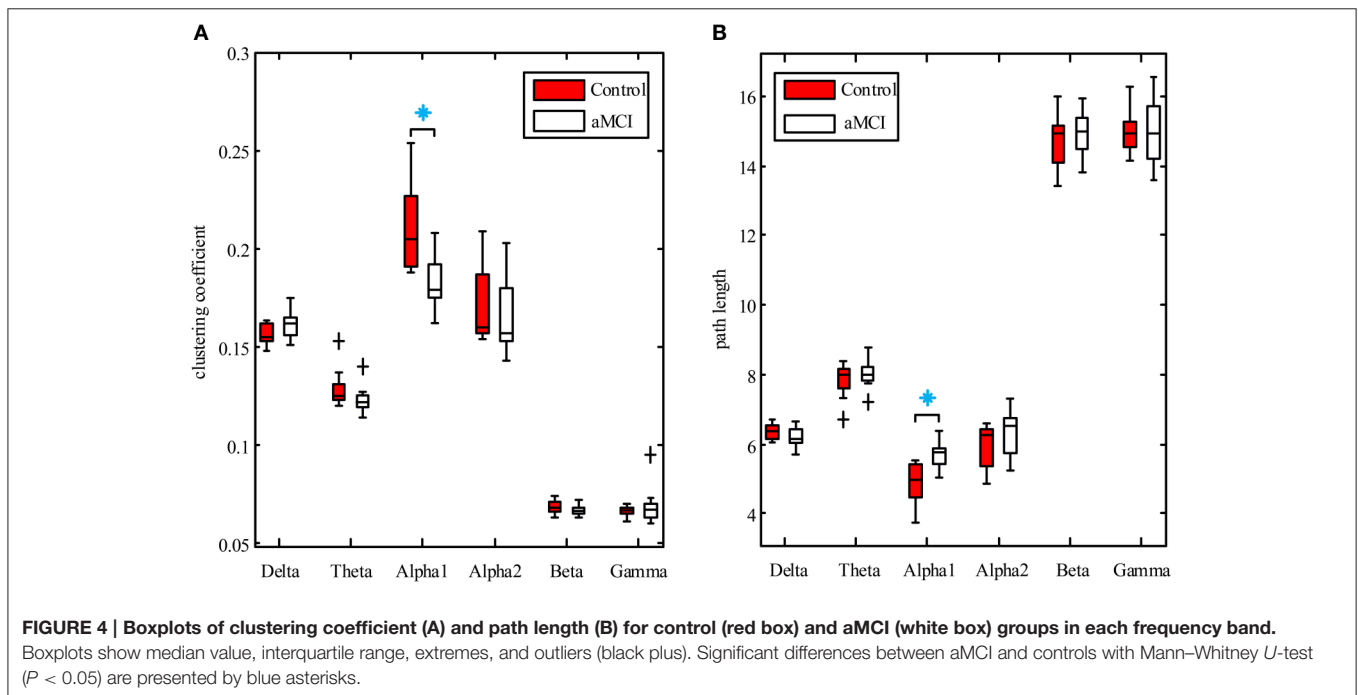 A
0.3
0.25
0.2
0.15
0.1
0.05
clustering coefficient
Control
aMCI
Delta Theta Alpha1 Alpha2 Beta Gamma
B
16
14
12
10
8
6
4
path length
Control
aMCI
Delta Theta Alpha1 Alpha2 Beta Gamma
FIGURE 4 | Boxplots of clustering coefficient (A) and path length (B) for control (red box) and aMCI (white box) groups in each frequency band.
Boxplots show median value, interquartile range, extremes, and outliers (black plus). Significant differences between aMCI and controls with Mann–Whitney U-test
(P < 0.05) are presented by blue asterisks.